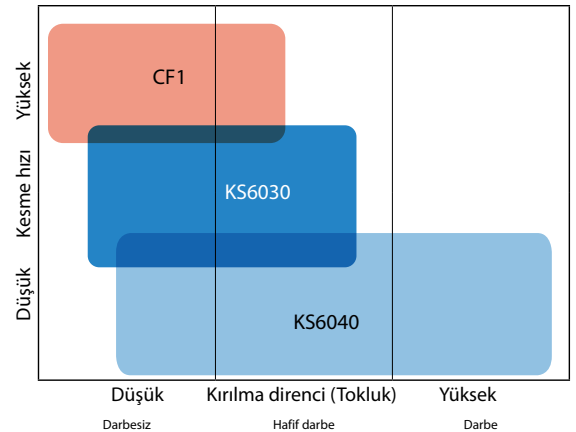 Yüksek
Kesme hızı
Düşük
CF1
KS6030
KS6040
Düşük Kırılma direnci (Tokluk) Yüksek
Darbesiz Hafif darbe Darbe